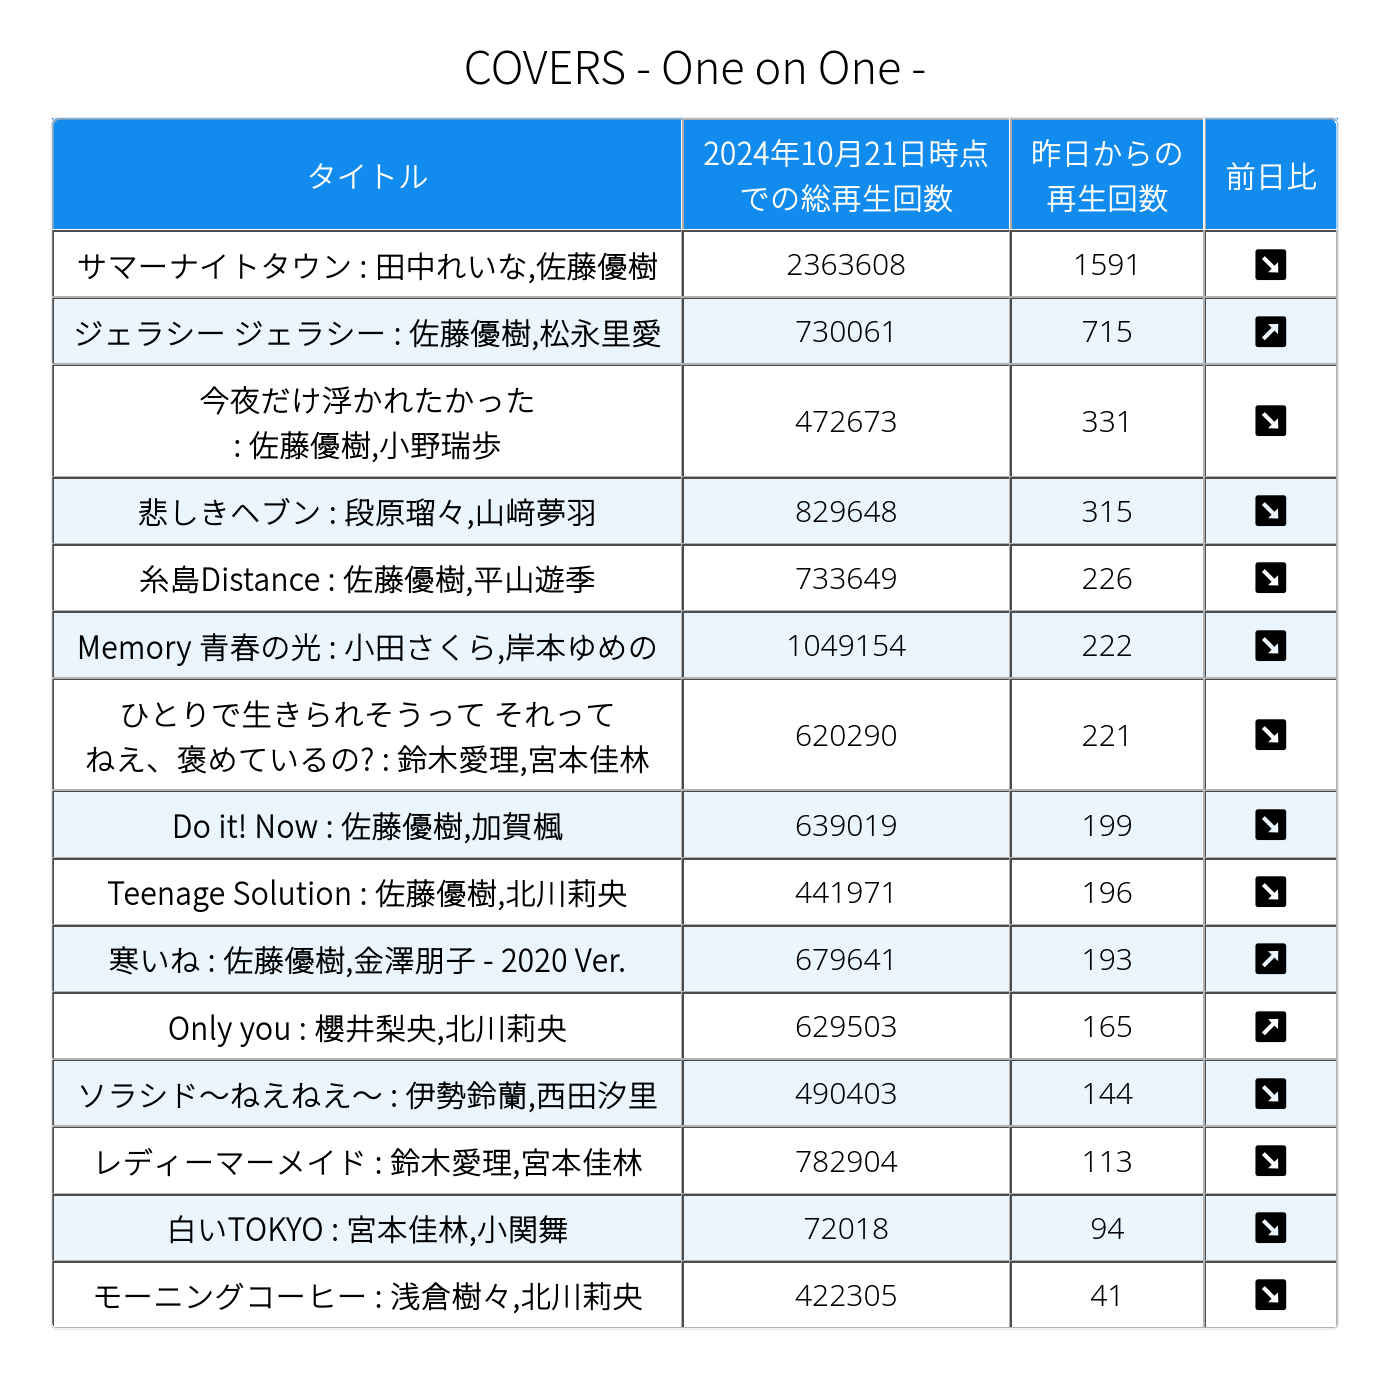 COVERS - One on One -
タイトル
2024年10月21日時点
での総再生回数
昨日からの
再生回数
前日比
サマーナイトタウン : 田中れいな,佐藤優樹
2363608
1591
ジェラシー ジェラシー : 佐藤優樹,松永里愛
730061
715
今夜だけ浮かれたかった
: 佐藤優樹,小野瑞歩
472673
331
悲しきヘブン : 段原瑠々,山﨑夢羽
829648
315
糸島Distance : 佐藤優樹,平山遊季
733649
226
Memory 青春の光 : 小田さくら,岸本ゆめの
1049154
222
ひとりで生きられそうって それって
ねえ、褒めているの? : 鈴木愛理,宮本佳林
620290
221
Do it! Now : 佐藤優樹,加賀楓
639019
199
Teenage Solution : 佐藤優樹,北川莉央
441971
196
寒いね : 佐藤優樹,金澤朋子 - 2020 Ver.
679641
193
Only you : 櫻井梨央,北川莉央
629503
165
ソラシド～ねえねえ～ : 伊勢鈴蘭,西田汐里
490403
144
レディーマーメイド : 鈴木愛理,宮本佳林
782904
113
白いTOKYO : 宮本佳林,小関舞
72018
94
モーニングコーヒー : 浅倉樹々,北川莉央
422305
41